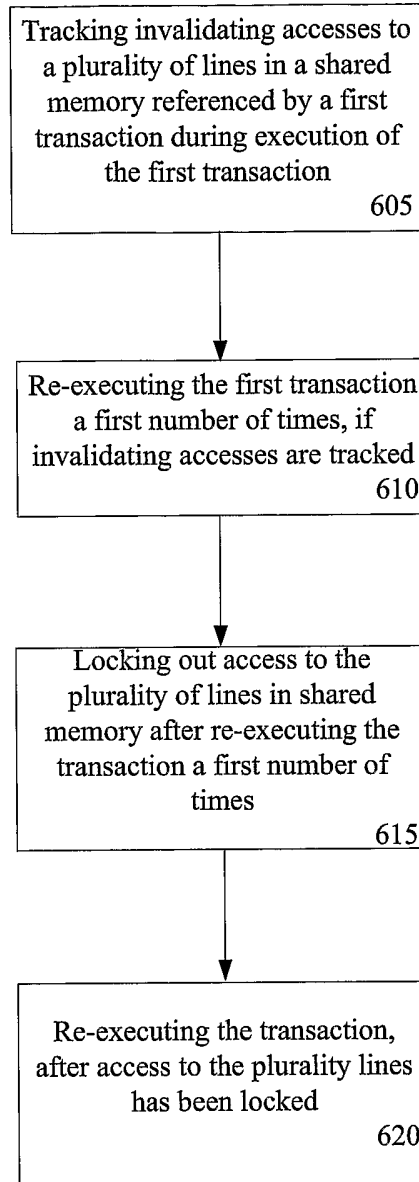 Tracking invalidating accesses to
a plurality of lines in a shared
memory referenced by a first
transaction during execution of
the first transaction
605
Re-executing the first transaction
a first number of times, if
invalidating accesses are tracked
610
Locking out access to the
plurality of lines in shared
memory after re-executing the
transaction a first number of
times
615
Re-executing the transaction,
after access to the plurality lines
has been locked
620